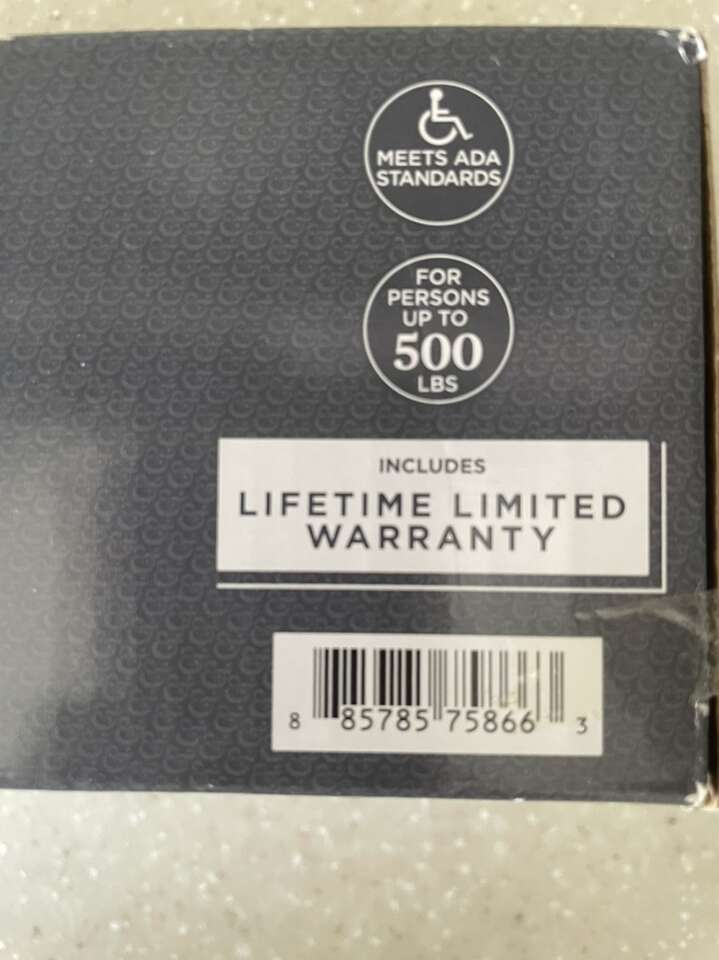 MEETS ADA
STANDARDS
FOR
PERSONS
UP TO
500
LBS
INCLUDES
LIFETIME LIMITED
WARRANTY
8 85785 75866 3